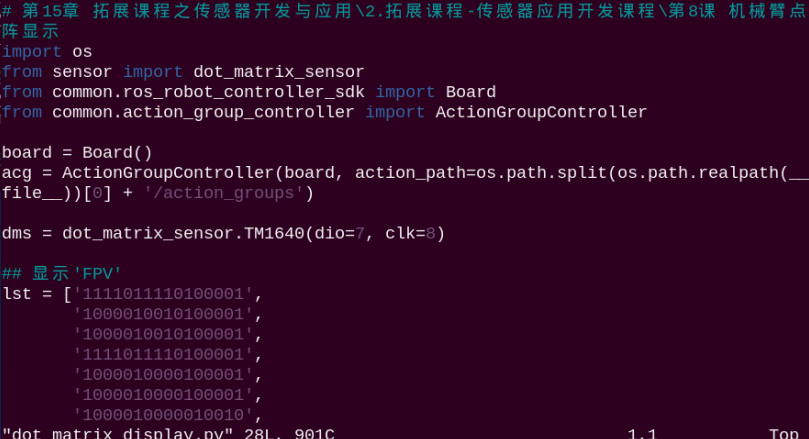 # 第15章 拓展课程之传感器开发与应用\2.拓展课程-传感器应用开发课程\第8课 机械臂点
阵显示
import os
from sensor import dot_matrix_sensor
from common.ros_robot_controller_sdk import Board
from common.action_group_controller import ActionGroupController
board = Board()
acg = ActionGroupController(board, action_path=os.path.split(os.path.realpath(__
file__))[0] + '/action_groups')
dms = dot_matrix_sensor.TM1640(dio=7, clk=8)
## 显示'FPV'
lst = ['1111011110100001',
'1000010010100001',
'1000010010100001',
'1111011110100001',
'1000010000100001',
'1000010000100001',
'1000010000010010',
"dot_matrix_display.py" 28L, 901C 1,1 Top